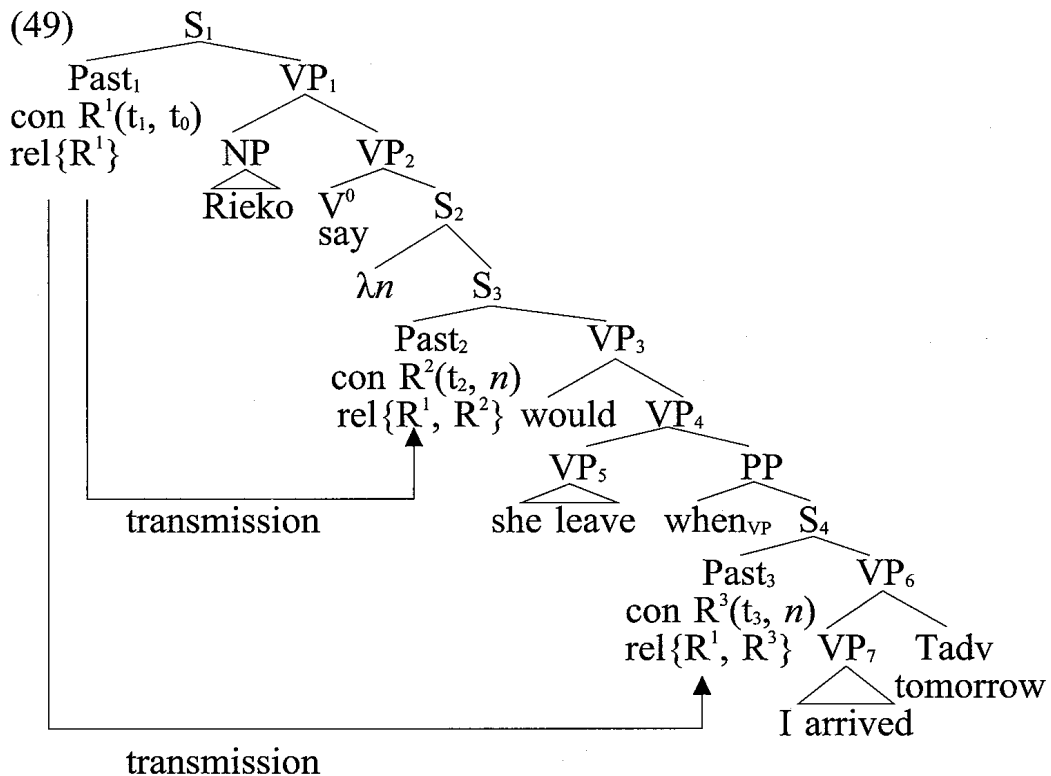 (49) S₁
Past₁ VP₁
con R¹(t₁, t₀)
rel{R¹} NP VP₂
Rieko V⁰ S₂
say
λn S₃
Past₂ VP₃
con R²(t₂, n)
rel{R¹, R²} would VP₄
VP₅ PP
transmission she leave when_VP S₄
Past₃ VP₆
con R³(t₃, n)
rel{R¹, R³} VP₇ Tadv
tomorrow
I arrived
transmission